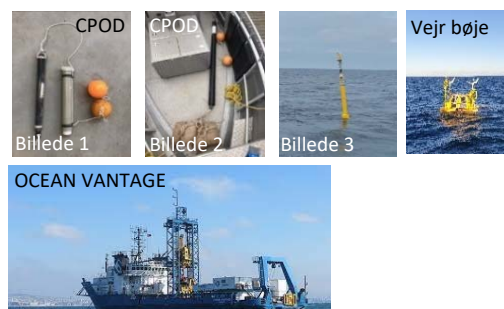 CPOD
Billede 1
CPOD
Billede 2
Billede 3
Vejr bøje
OCEAN VANTAGE